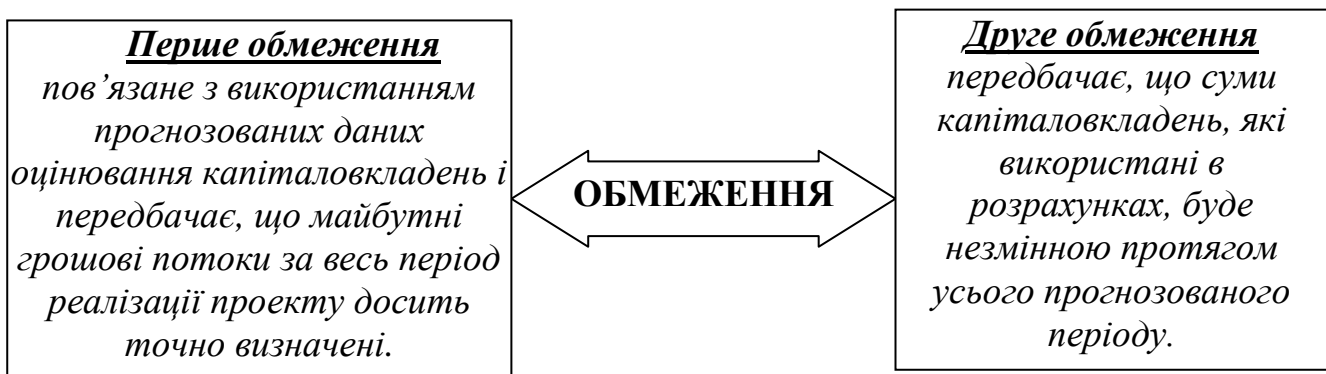 Перше обмеження
пов’язане з використанням
прогнозованих даних
оцінювання капіталовкладень і
передбачає, що майбутні
грошові потоки за весь період
реалізації проекту досить
точно визначені.
ОБМЕЖЕННЯ
Друге обмеження
передбачає, що суми
капіталовкладень, які
використані в
розрахунках, буде
незмінною протягом
усього прогнозованого
періоду.